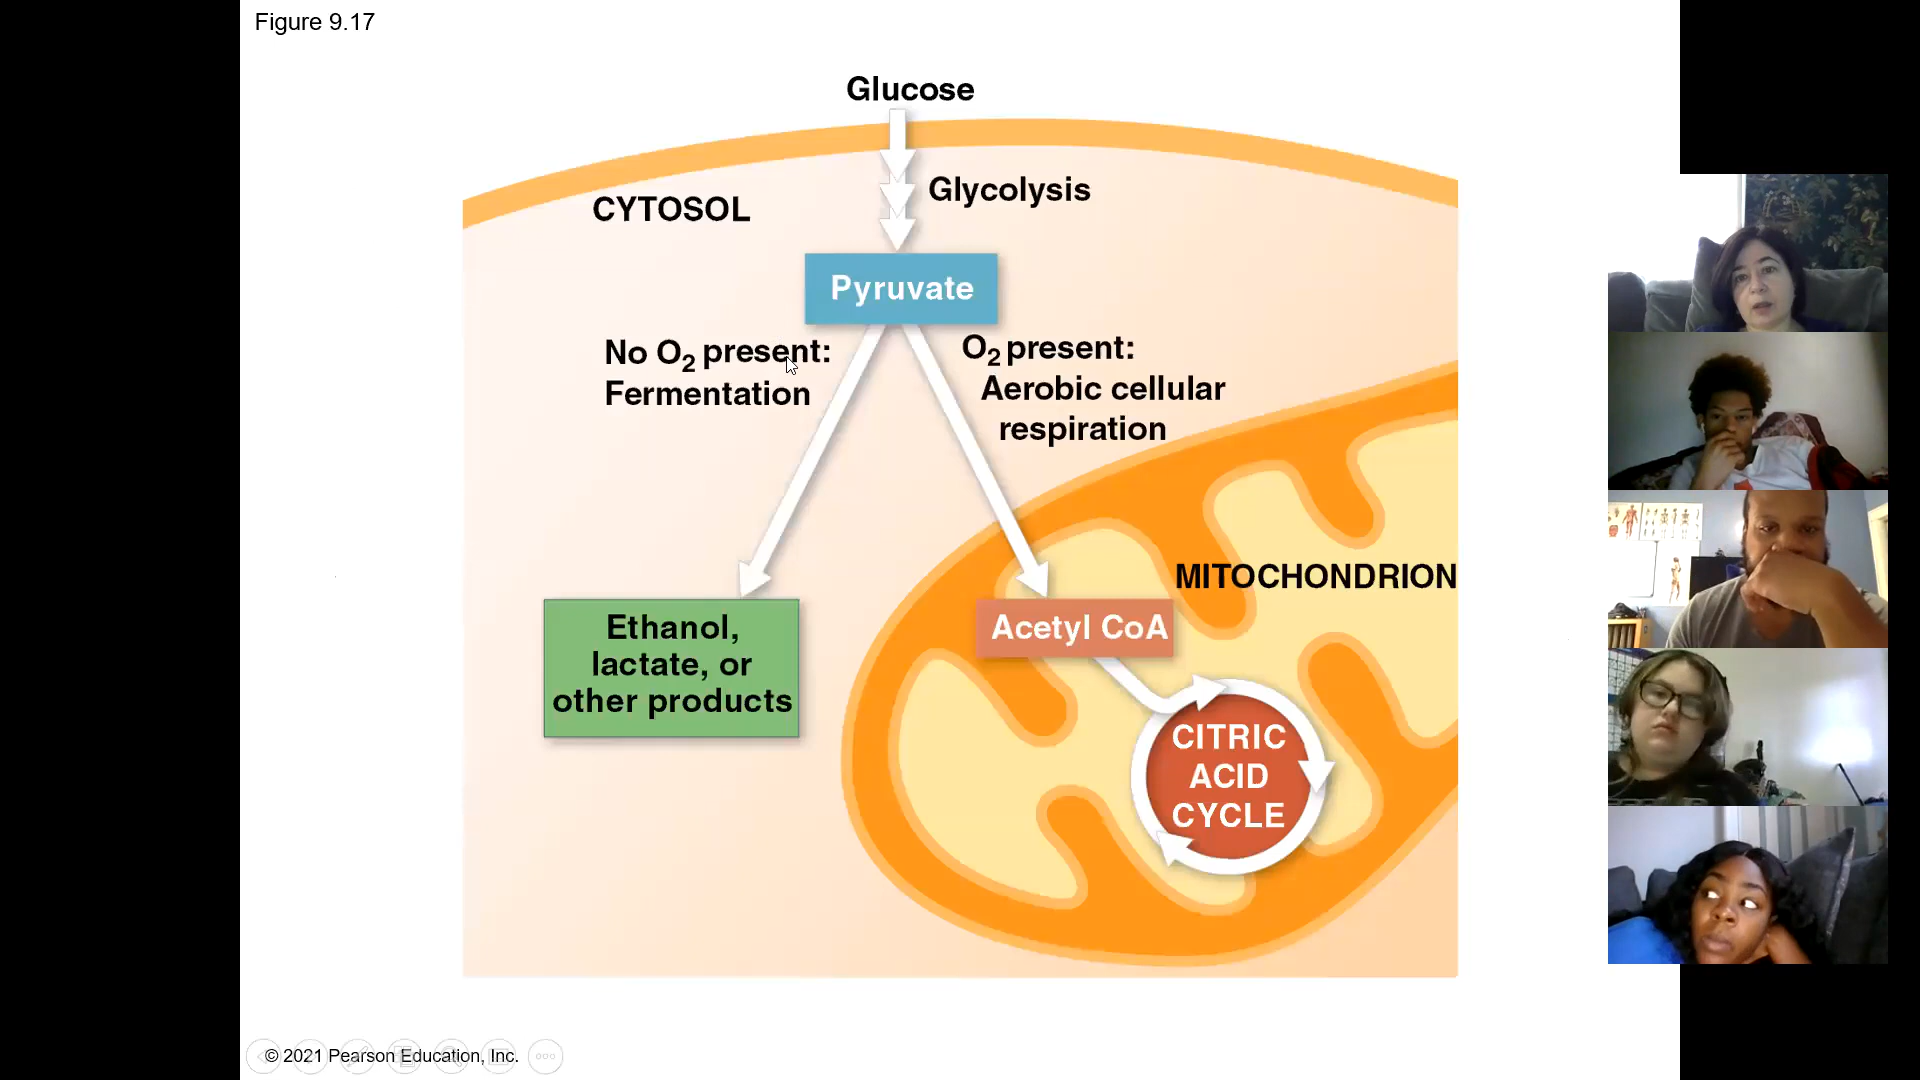 Figure 9.17
Glucose
Glycolysis
CYTOSOL
Pyruvate
No O₂ present:
Fermentation
O₂ present:
Aerobic cellular
respiration
MITOCHONDRION
Ethanol,
lactate, or
other products
Acetyl CoA
CITRIC
ACID
CYCLE
© 2021 Pearson Education, Inc.